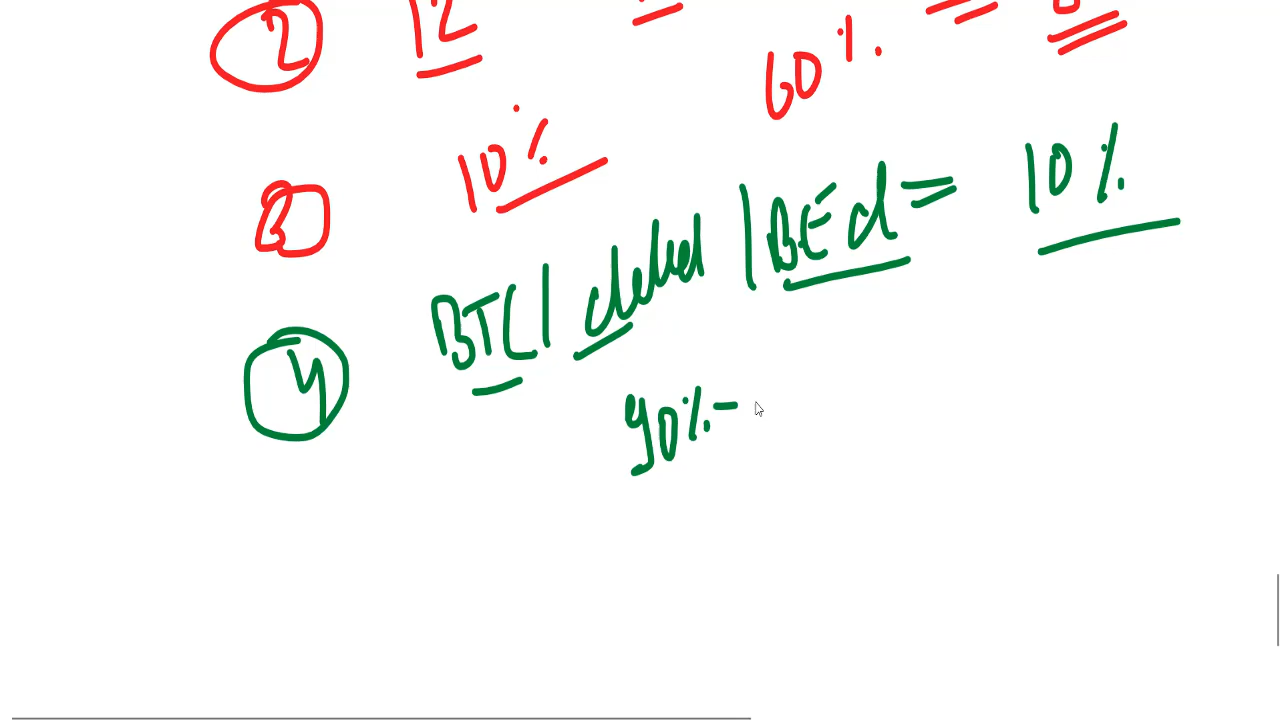 2 12
60%
3 10%
4 BTC | deled | BEd = 10%
90% -